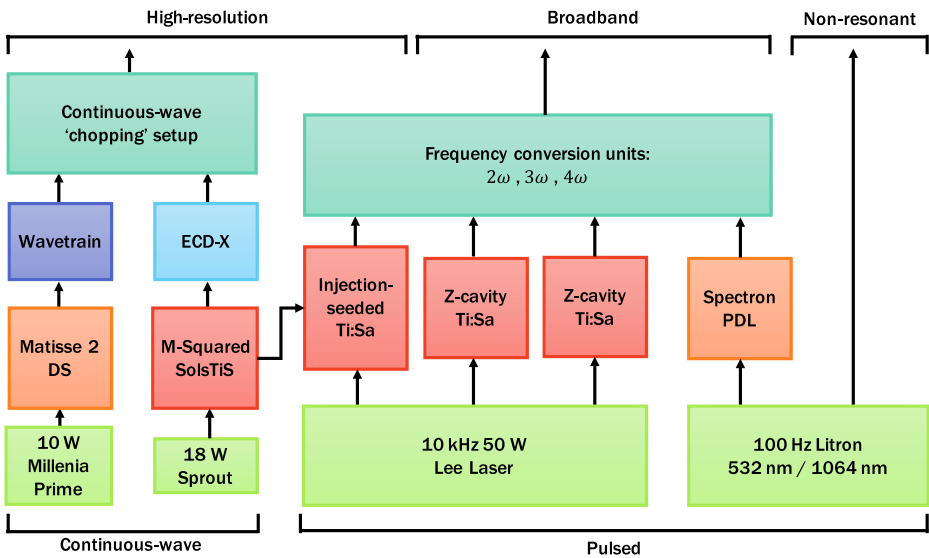 High-resolution
Broadband
Non-resonant
Continuous-wave
‘chopping’ setup
Frequency conversion units:
2ω , 3ω , 4ω
Wavetrain
ECD-X
Injection-
seeded
Ti:Sa
Z-cavity
Ti:Sa
Z-cavity
Ti:Sa
Spectron
PDL
Matisse 2
DS
M-Squared
SolsTiS
10 W
Millenia
Prime
18 W
Sprout
10 kHz 50 W
Lee Laser
100 Hz Litron
532 nm / 1064 nm
Continuous-wave
Pulsed